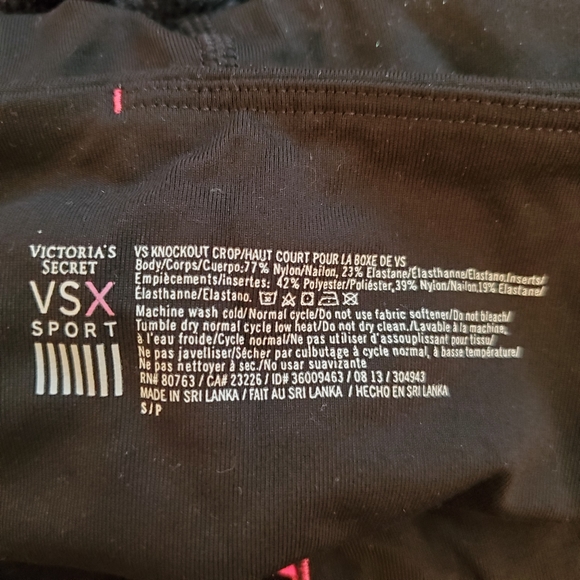 VICTORIA'S
SECRET
VSX
SPORT
VS KNOCKOUT CROP/HAUT COURT POUR LA BOXE DE VS
Body/Corps/Cuerpo:77% Nylon/Nailon, 23% Elastane/Élasthanne/Elastano.Inserts/
Empiècements/insertes: 42% Polyester/Poliéster,39% Nylon/Nailon.19% Elastane/
Élasthanne/Elastano.
Machine wash cold/Normal cycle/Do not use fabric softener/Do not bleach/
Tumble dry normal cycle low heat/Do not dry clean./Lavable à la machine,
à l'eau froide/Cycle normal/Ne pas utiliser d'assouplissant pour tissu/
Ne pas javelliser/Sécher par culbutage à cycle normal, à basse température/
Ne pas nettoyer à sec./No usar suavizante
RN# 80763 / CA# 23226 / ID# 36009463 / 08 13 / 304943
MADE IN SRI LANKA / FAIT AU SRI LANKA / HECHO EN SRI LANKA
S/P